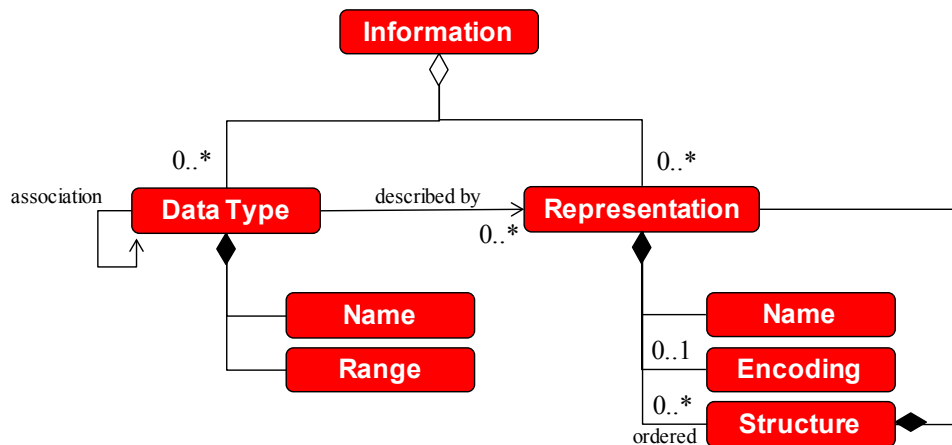 Information
0..*
0..*
association
Data Type
described by
Representation
0..*
Name
Range
Name
0..1
Encoding
0..*
Structure
ordered